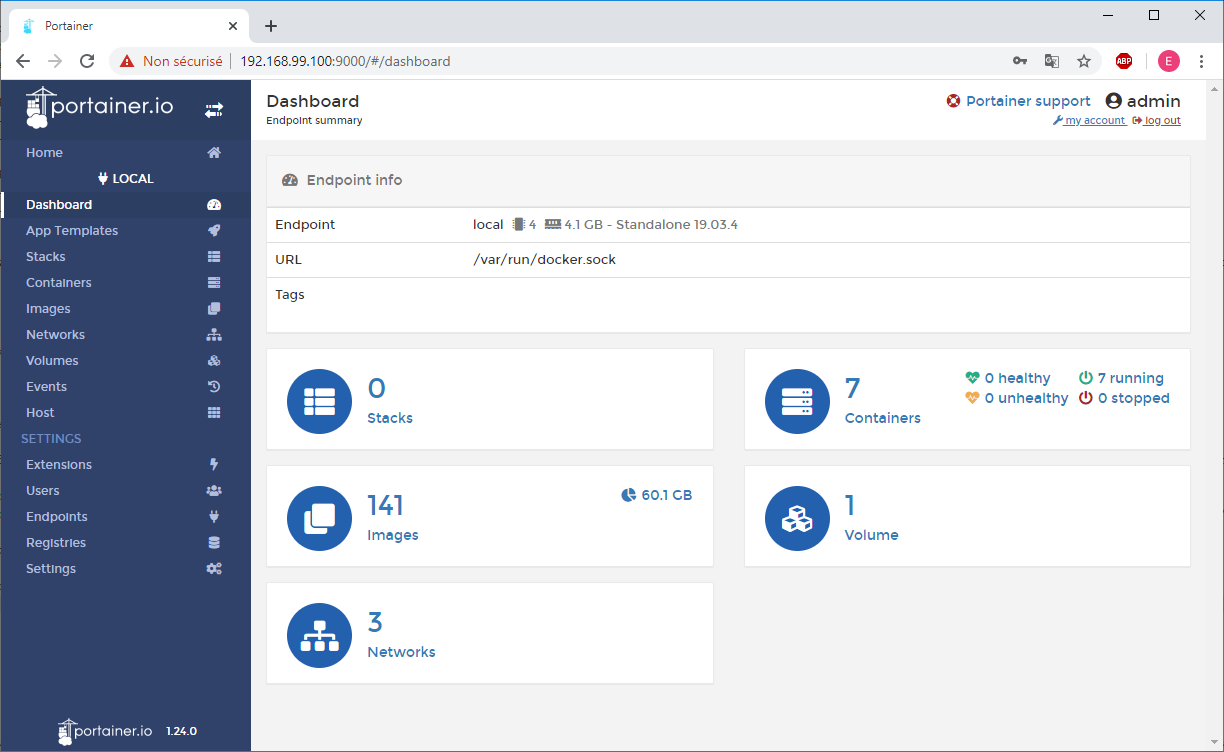 Portainer
Non sécurisé 192.168.99.100:9000/#/dashboard ABP E
portainer.io
Home
LOCAL
Dashboard
App Templates
Stacks
Containers
Images
Networks
Volumes
Events
Host
SETTINGS
Extensions
Users
Endpoints
Registries
Settings
portainer.io 1.24.0
Dashboard
Endpoint summary
Portainer support admin
my account log out
Endpoint info
Endpoint local 4 4.1 GB - Standalone 19.03.4
URL /var/run/docker.sock
Tags
0
Stacks
7
Containers
0 healthy 7 running
0 unhealthy 0 stopped
141
Images
60.1 GB
1
Volume
3
Networks